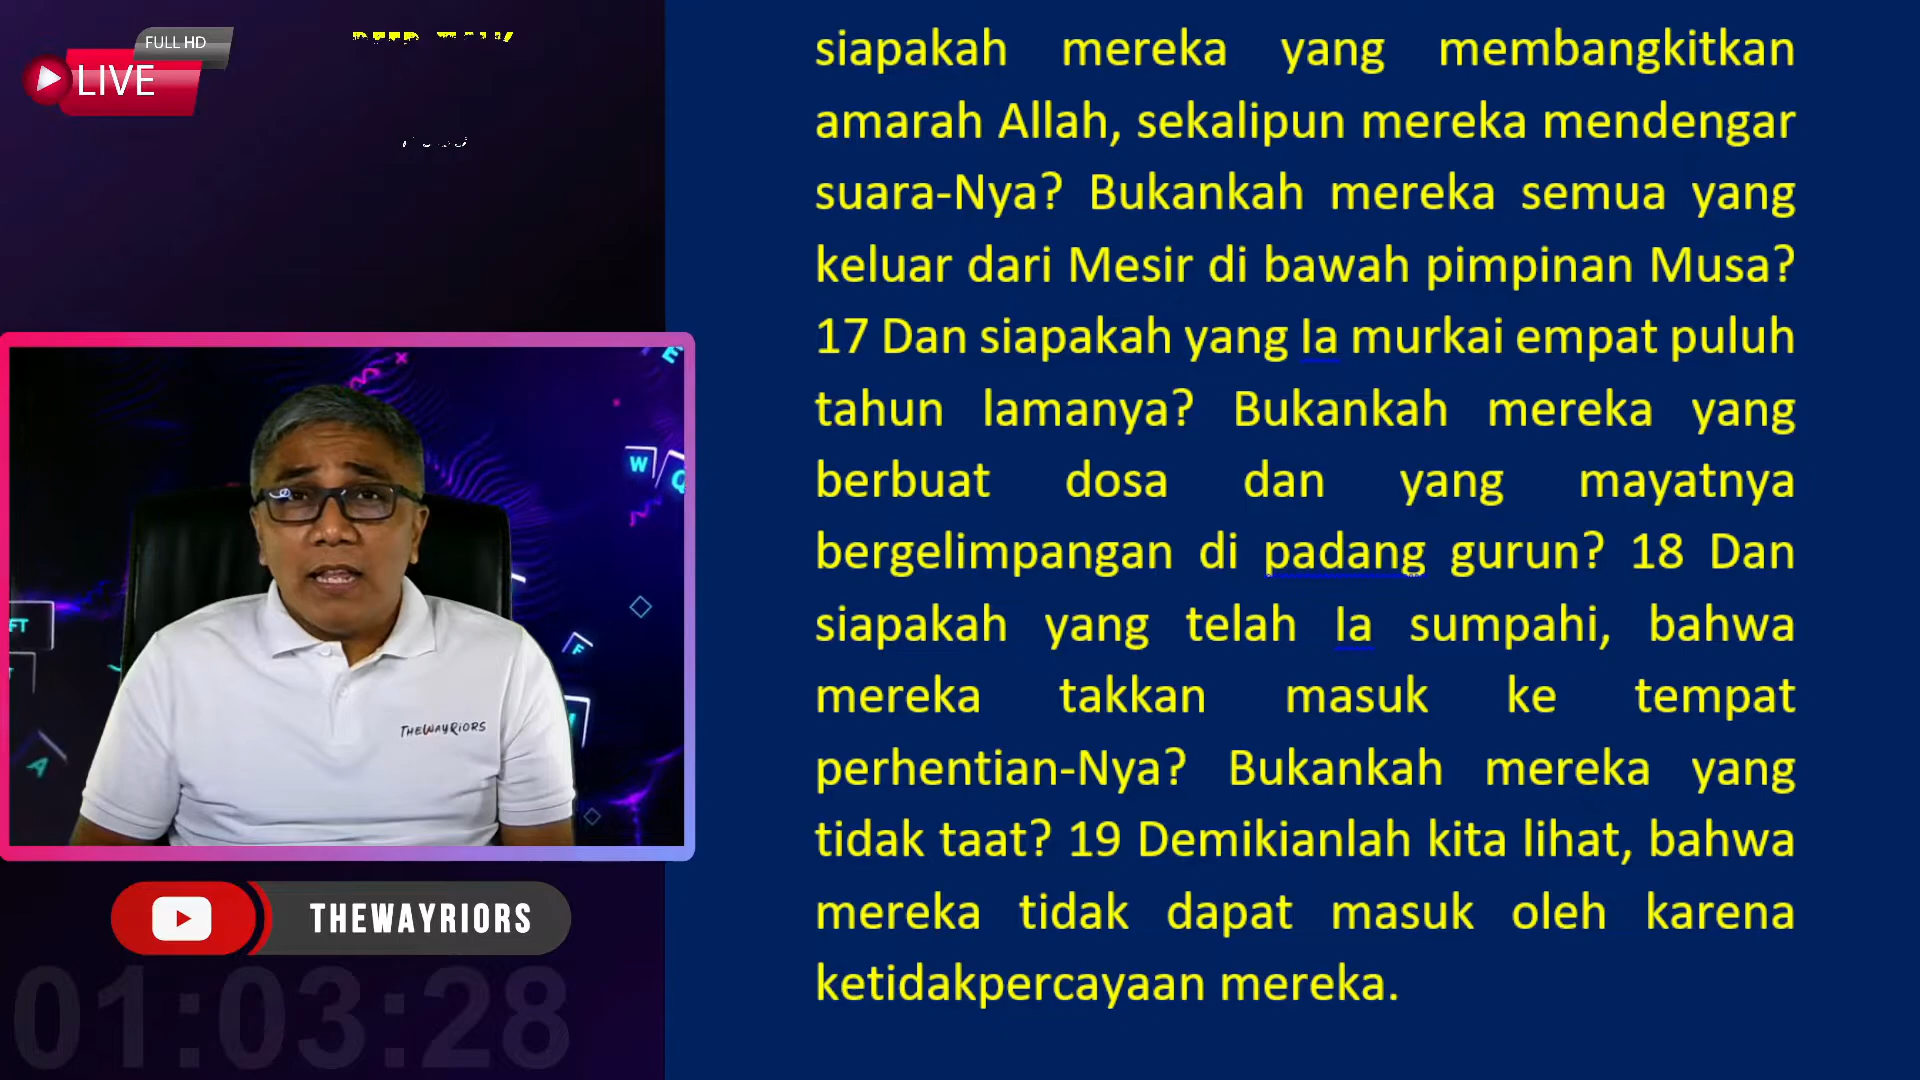 FULL HD
LIVE
siapakah mereka yang membangkitkan
amarah Allah, sekalipun mereka mendengar
suara-Nya? Bukankah mereka semua yang
keluar dari Mesir di bawah pimpinan Musa?
17 Dan siapakah yang Ia murkai empat puluh
tahun lamanya? Bukankah mereka yang
berbuat dosa dan yang mayatnya
bergelimpangan di padang gurun? 18 Dan
siapakah yang telah Ia sumpahi, bahwa
mereka takkan masuk ke tempat
perhentian-Nya? Bukankah mereka yang
tidak taat? 19 Demikianlah kita lihat, bahwa
mereka tidak dapat masuk oleh karena
ketidakpercayaan mereka.
E
W
Q
FT
F
A
THEWAYRIORS
THEWAYRIORS
01:03:28